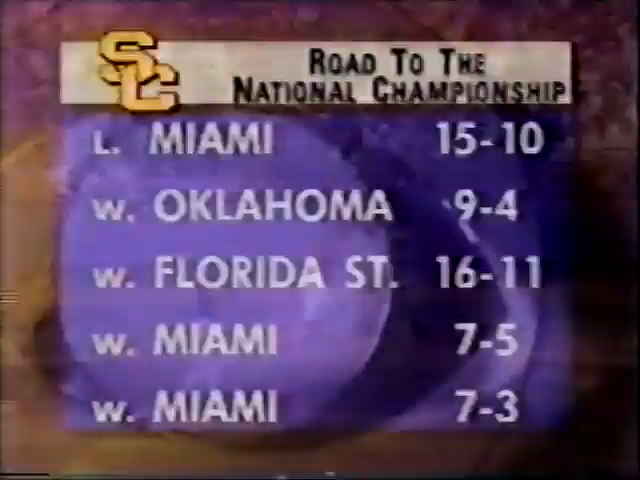 SC
ROAD TO THE
NATIONAL CHAMPIONSHIP
L. MIAMI 15-10
W. OKLAHOMA 9-4
W. FLORIDA ST. 16-11
W. MIAMI 7-5
W. MIAMI 7-3